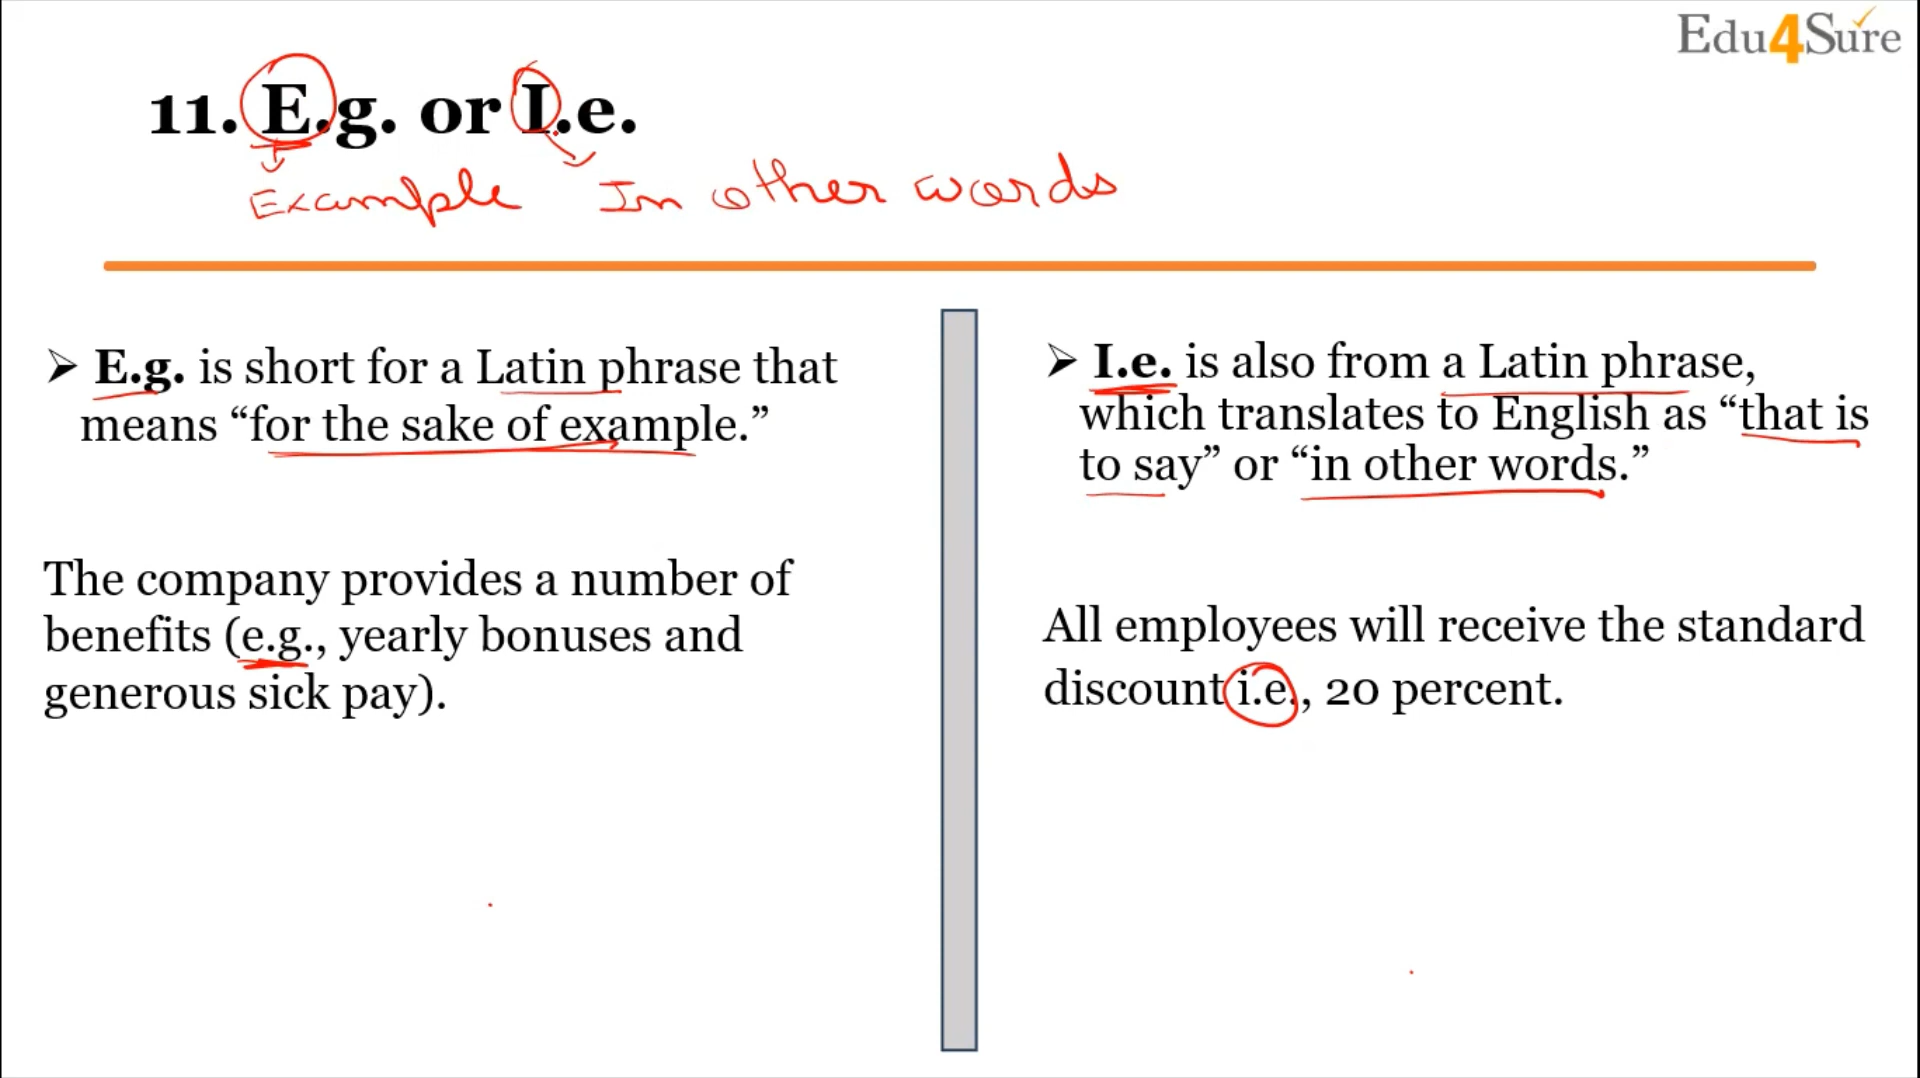 Edu4Sure
11. E.g. or I.e.
Example In other words
➢ E.g. is short for a Latin phrase that
means “for the sake of example.”
The company provides a number of
benefits (e.g., yearly bonuses and
generous sick pay).
➢ I.e. is also from a Latin phrase,
which translates to English as “that is
to say” or “in other words.”
All employees will receive the standard
discount i.e., 20 percent.